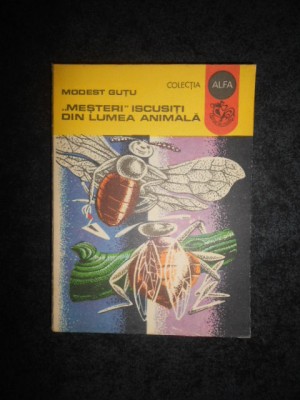 MODEST GUȚU
COLECȚIA
ALFA
„MEȘTERI” ISCUSIȚI
DIN LUMEA ANIMALĂ